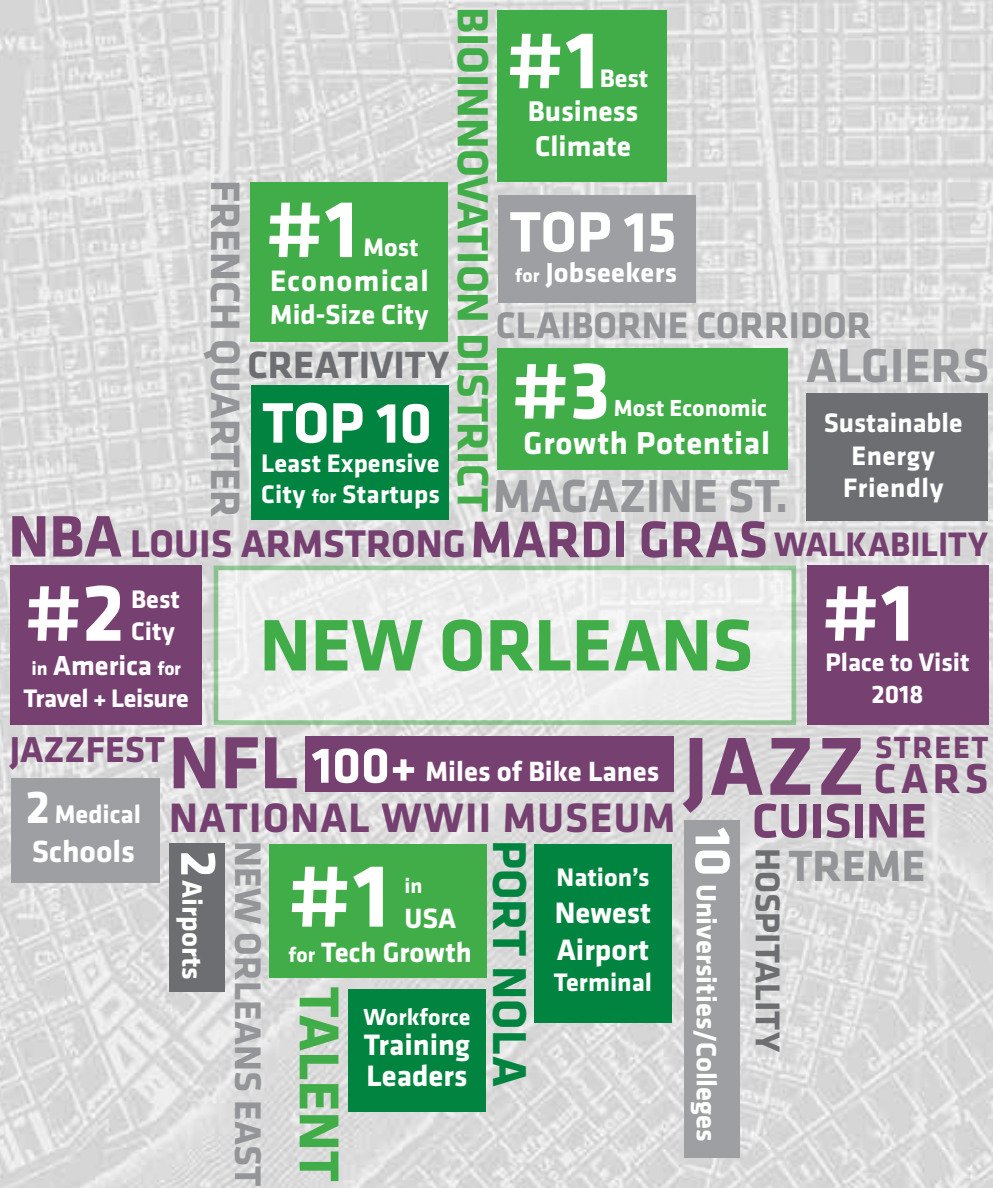 BIOINNOVATION DISTRICT
#1 Best
Business
Climate
FRENCH QUARTER
#1 Most
Economical
Mid-Size City
TOP 15
for Jobseekers
CLAIBORNE CORRIDOR
CREATIVITY
#3 Most Economic
Growth Potential
ALGIERS
TOP 10
Least Expensive
City for Startups
Sustainable
Energy
Friendly
MAGAZINE ST.
NBA LOUIS ARMSTRONG MARDI GRAS WALKABILITY
#2 Best
City
in America for
Travel + Leisure
NEW ORLEANS
#1
Place to Visit
2018
JAZZFEST
NFL
100+ Miles of Bike Lanes
JAZZ
STREET
CARS
2 Medical
Schools
NATIONAL WWII MUSEUM
CUISINE
TREME
2 Airports
NEW ORLEANS EAST
#1 in
USA
for Tech Growth
PORT NOLA
Nation's
Newest
Airport
Terminal
10 Universities/Colleges
HOSPITALITY
TALENT
Workforce
Training
Leaders